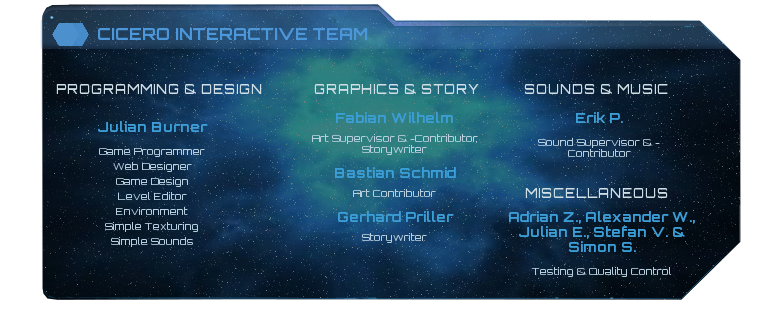 CICERO INTERACTIVE TEAM
PROGRAMMING & DESIGN
Julian Burner
Game Programmer
Web Designer
Game Design
Level Editor
Environment
Simple Texturing
Simple Sounds
GRAPHICS & STORY
Fabian Wilhelm
Art Supervisor & -Contributor,
Storywriter
Bastian Schmid
Art Contributor
Gerhard Priller
Storywriter
SOUNDS & MUSIC
Erik P.
Sound Supervisor & -
Contributor
MISCELLANEOUS
Adrian Z., Alexander W.,
Julian E., Stefan V. &
Simon S.
Testing & Quality Control